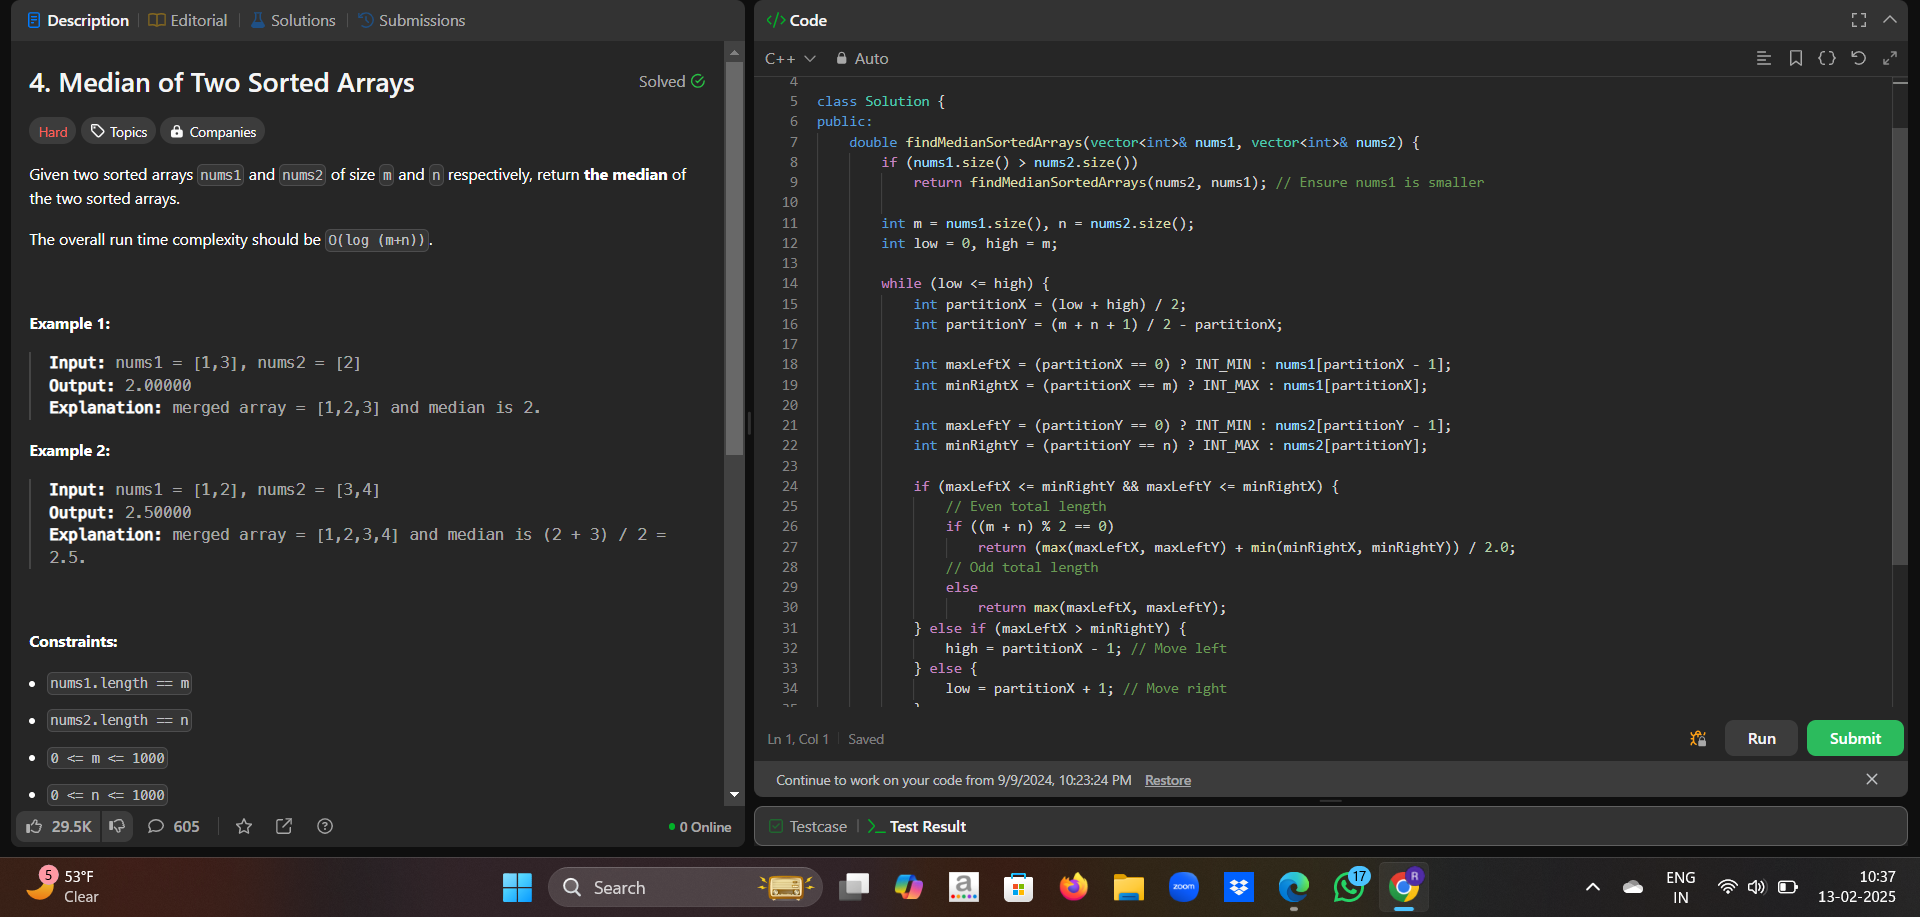 Description | Editorial | Solutions | Submissions
4. Median of Two Sorted Arrays
Solved
Hard Topics Companies
Given two sorted arrays nums1 and nums2 of size m and n respectively, return the median of
the two sorted arrays.
The overall run time complexity should be O(log (m+n)).
Example 1:
Input: nums1 = [1,3], nums2 = [2]
Output: 2.00000
Explanation: merged array = [1,2,3] and median is 2.
Example 2:
Input: nums1 = [1,2], nums2 = [3,4]
Output: 2.50000
Explanation: merged array = [1,2,3,4] and median is (2 + 3) / 2 =
2.5.
Constraints:
• nums1.length == m
• nums2.length == n
• 0 <= m <= 1000
• 0 <= n <= 1000
29.5K 605 0 Online
</> Code
C++ Auto
4
5 class Solution {
6 public:
7 double findMedianSortedArrays(vector<int>& nums1, vector<int>& nums2) {
8 if (nums1.size() > nums2.size())
9 return findMedianSortedArrays(nums2, nums1); // Ensure nums1 is smaller
10
11 int m = nums1.size(), n = nums2.size();
12 int low = 0, high = m;
13
14 while (low <= high) {
15 int partitionX = (low + high) / 2;
16 int partitionY = (m + n + 1) / 2 - partitionX;
17
18 int maxLeftX = (partitionX == 0) ? INT_MIN : nums1[partitionX - 1];
19 int minRightX = (partitionX == m) ? INT_MAX : nums1[partitionX];
20
21 int maxLeftY = (partitionY == 0) ? INT_MIN : nums2[partitionY - 1];
22 int minRightY = (partitionY == n) ? INT_MAX : nums2[partitionY];
23
24 if (maxLeftX <= minRightY && maxLeftY <= minRightX) {
25 // Even total length
26 if ((m + n) % 2 == 0)
27 return (max(maxLeftX, maxLeftY) + min(minRightX, minRightY)) / 2.0;
28 // Odd total length
29 else
30 return max(maxLeftX, maxLeftY);
31 } else if (maxLeftX > minRightY) {
32 high = partitionX - 1; // Move left
33 } else {
34 low = partitionX + 1; // Move right
35 }
Ln 1, Col 1 | Saved
Run Submit
Continue to work on your code from 9/9/2024, 10:23:24 PM Restore
Testcase | >_ Test Result
5 53°F
Clear
Search
a
zoom
17
R
ENG
IN
10:37
13-02-2025